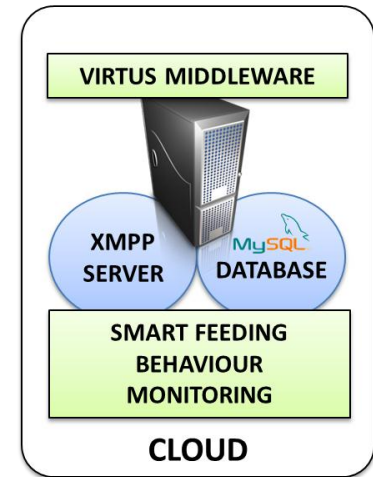 VIRTUS MIDDLEWARE
XMPP
SERVER
MySQL
DATABASE
SMART FEEDING
BEHAVIOUR
MONITORING
CLOUD